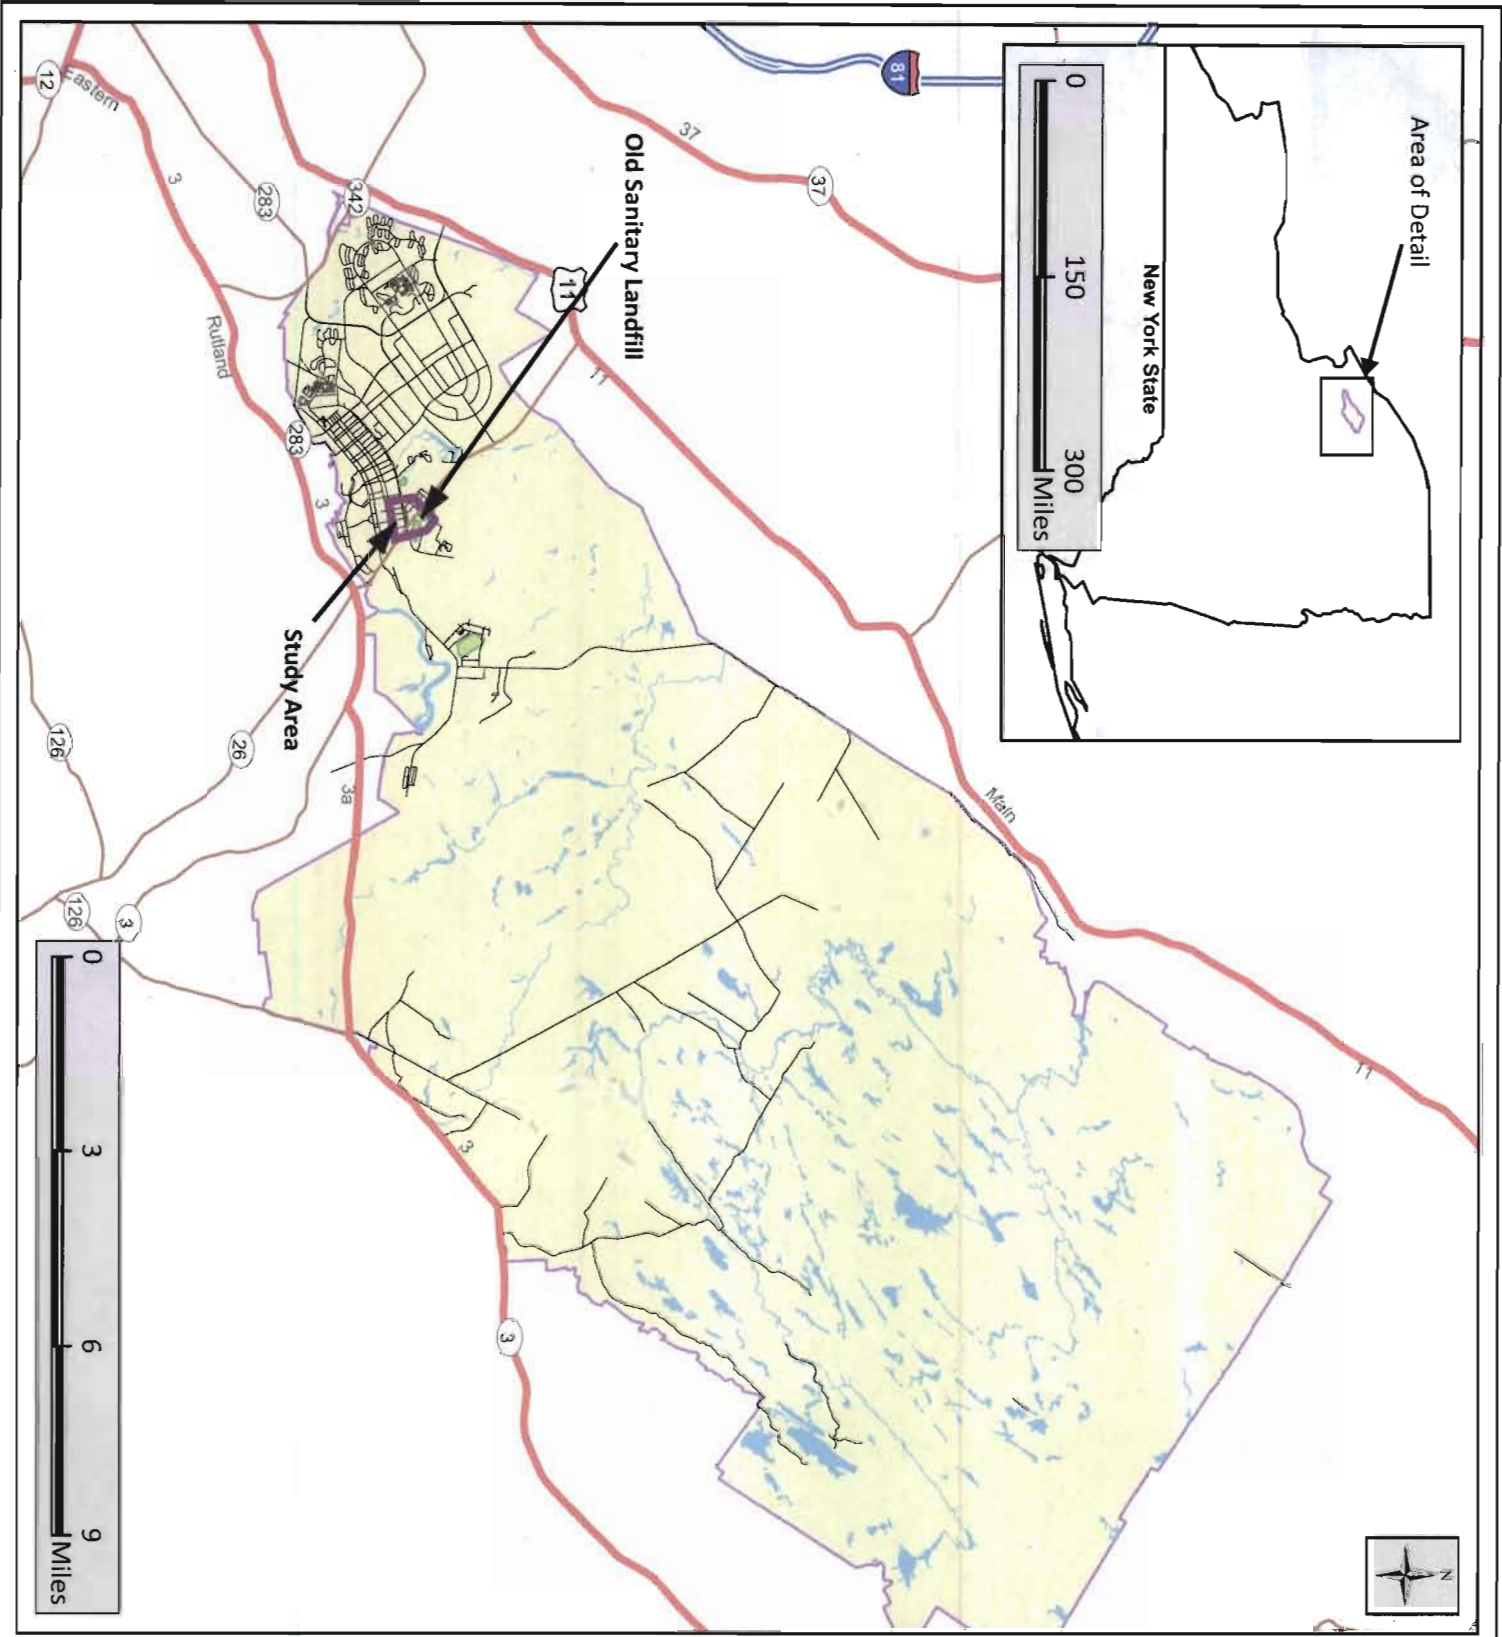 Area of Detail
New York State
0 150 300
Miles
N
81
37
37
Old Sanitary Landfill
11
11
Main
11
342
283
12
Eastern
3
Rutland
283
3
Study Area
26
126
3a
126
3
3
3
0 3 6 9
Miles